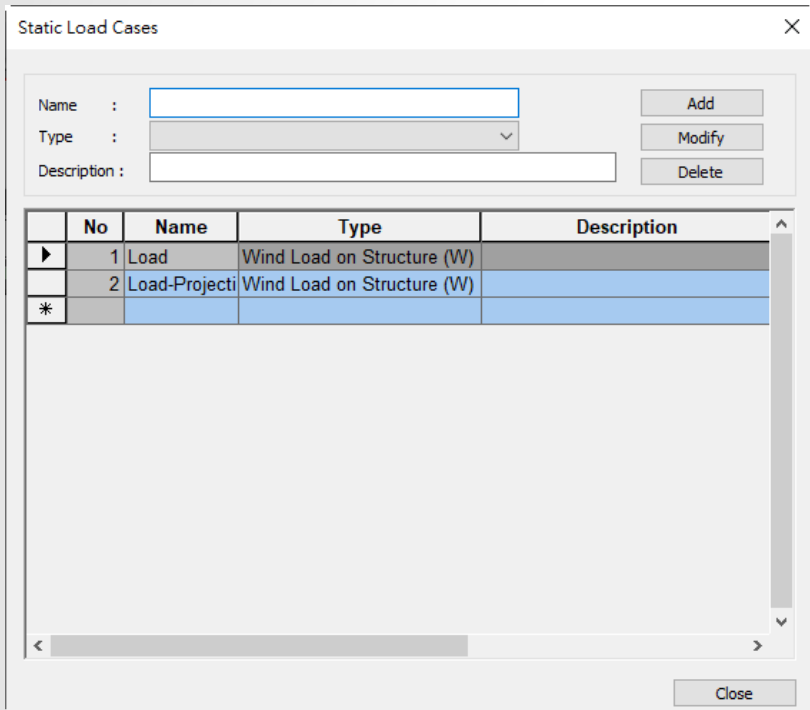 Static Load Cases
Name :
Add
Type :
Modify
Description :
Delete
No Name Type Description
1 Load Wind Load on Structure (W)
2 Load-Projecti Wind Load on Structure (W)
Close